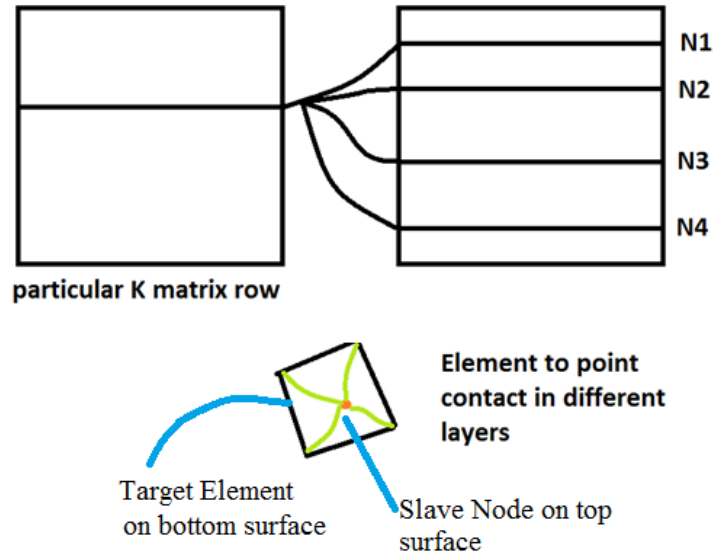 N1
N2
N3
N4
particular K matrix row
Element to point
contact in different
layers
Target Element
on bottom surface
Slave Node on top
surface